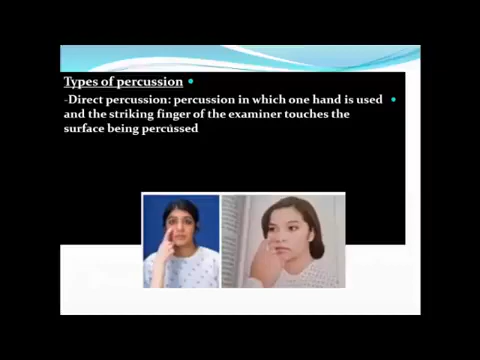 Types of percussion
-Direct percussion: percussion in which one hand is used
and the striking finger of the examiner touches the
surface being percussed